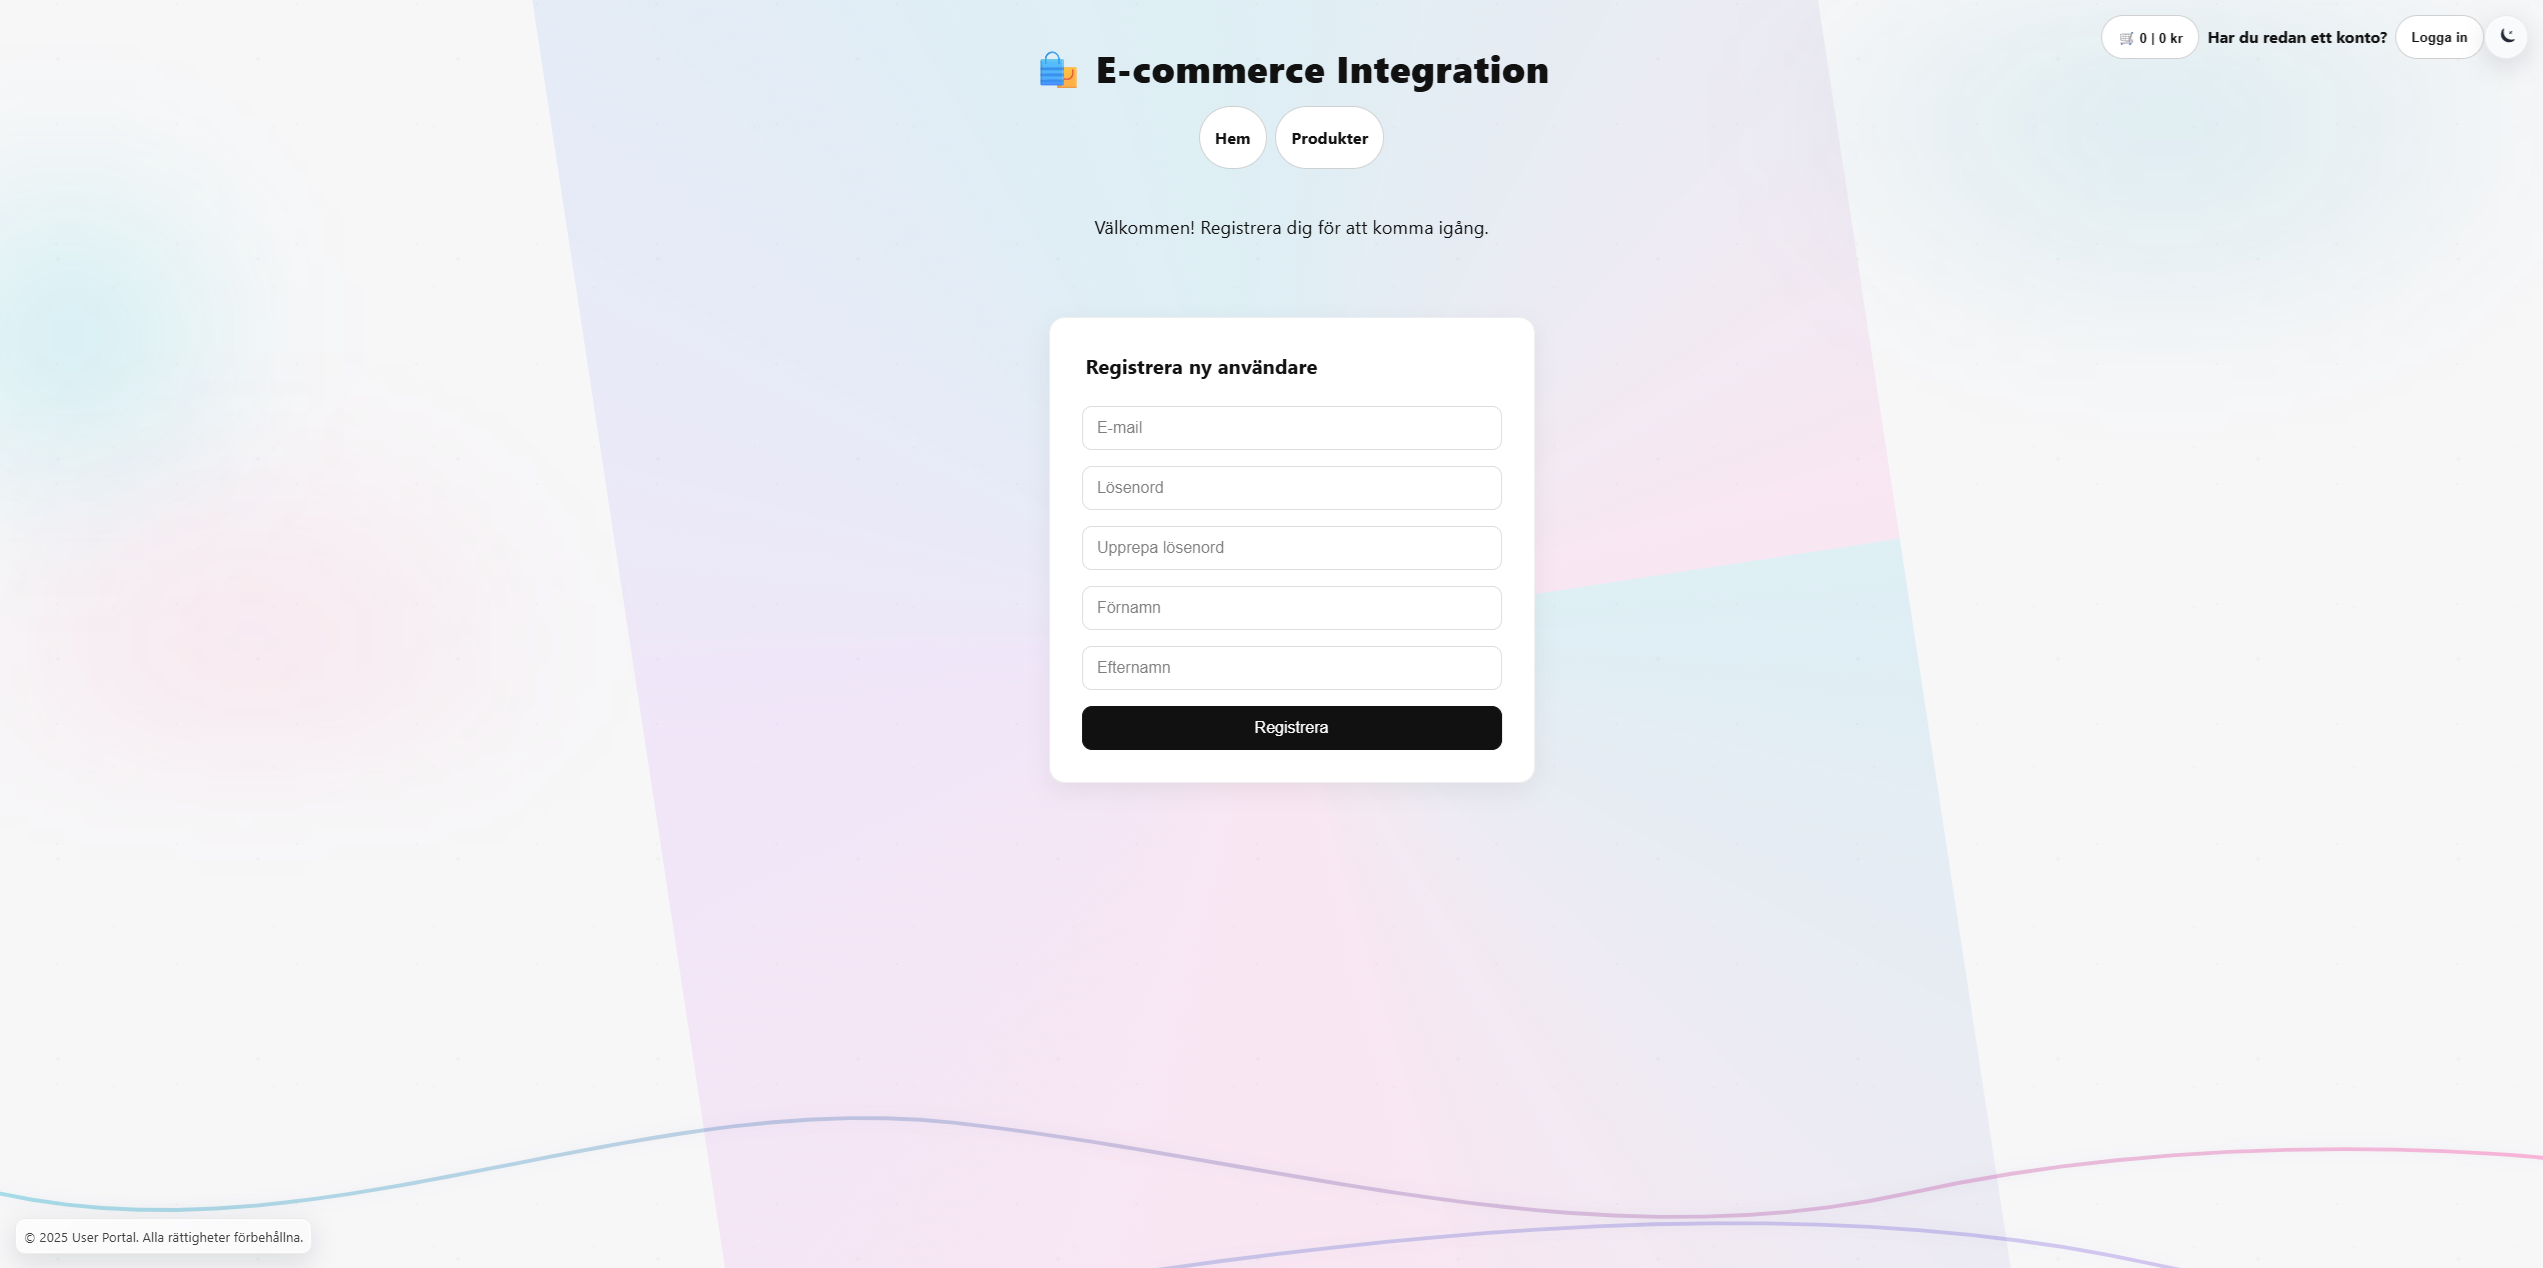 0 | 0 kr Har du redan ett konto? Logga in
E-commerce Integration
Hem Produkter
Välkommen! Registrera dig för att komma igång.
Registrera ny användare
E-mail
Lösenord
Upprepa lösenord
Förnamn
Efternamn
Registrera
© 2025 User Portal. Alla rättigheter förbehållna.